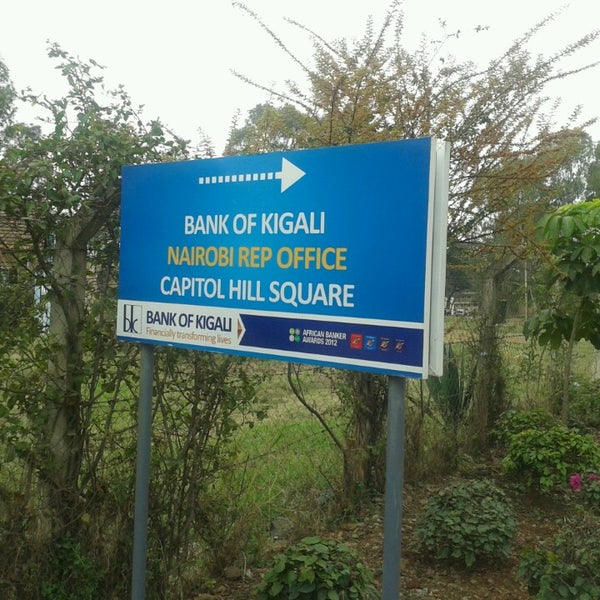 BANK OF KIGALI
NAIROBI REP OFFICE
CAPITOL HILL SQUARE
bk
BANK OF KIGALI
Financially transforming lives
AFRICAN BANKER
AWARDS 2012